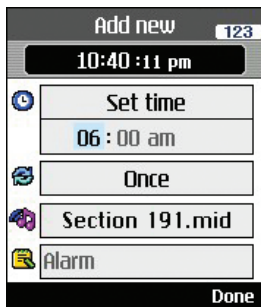 Add new
123
10:40 :11 pm
Set time
06 : 00 am
Once
Section 191.mid
Alarm
Done